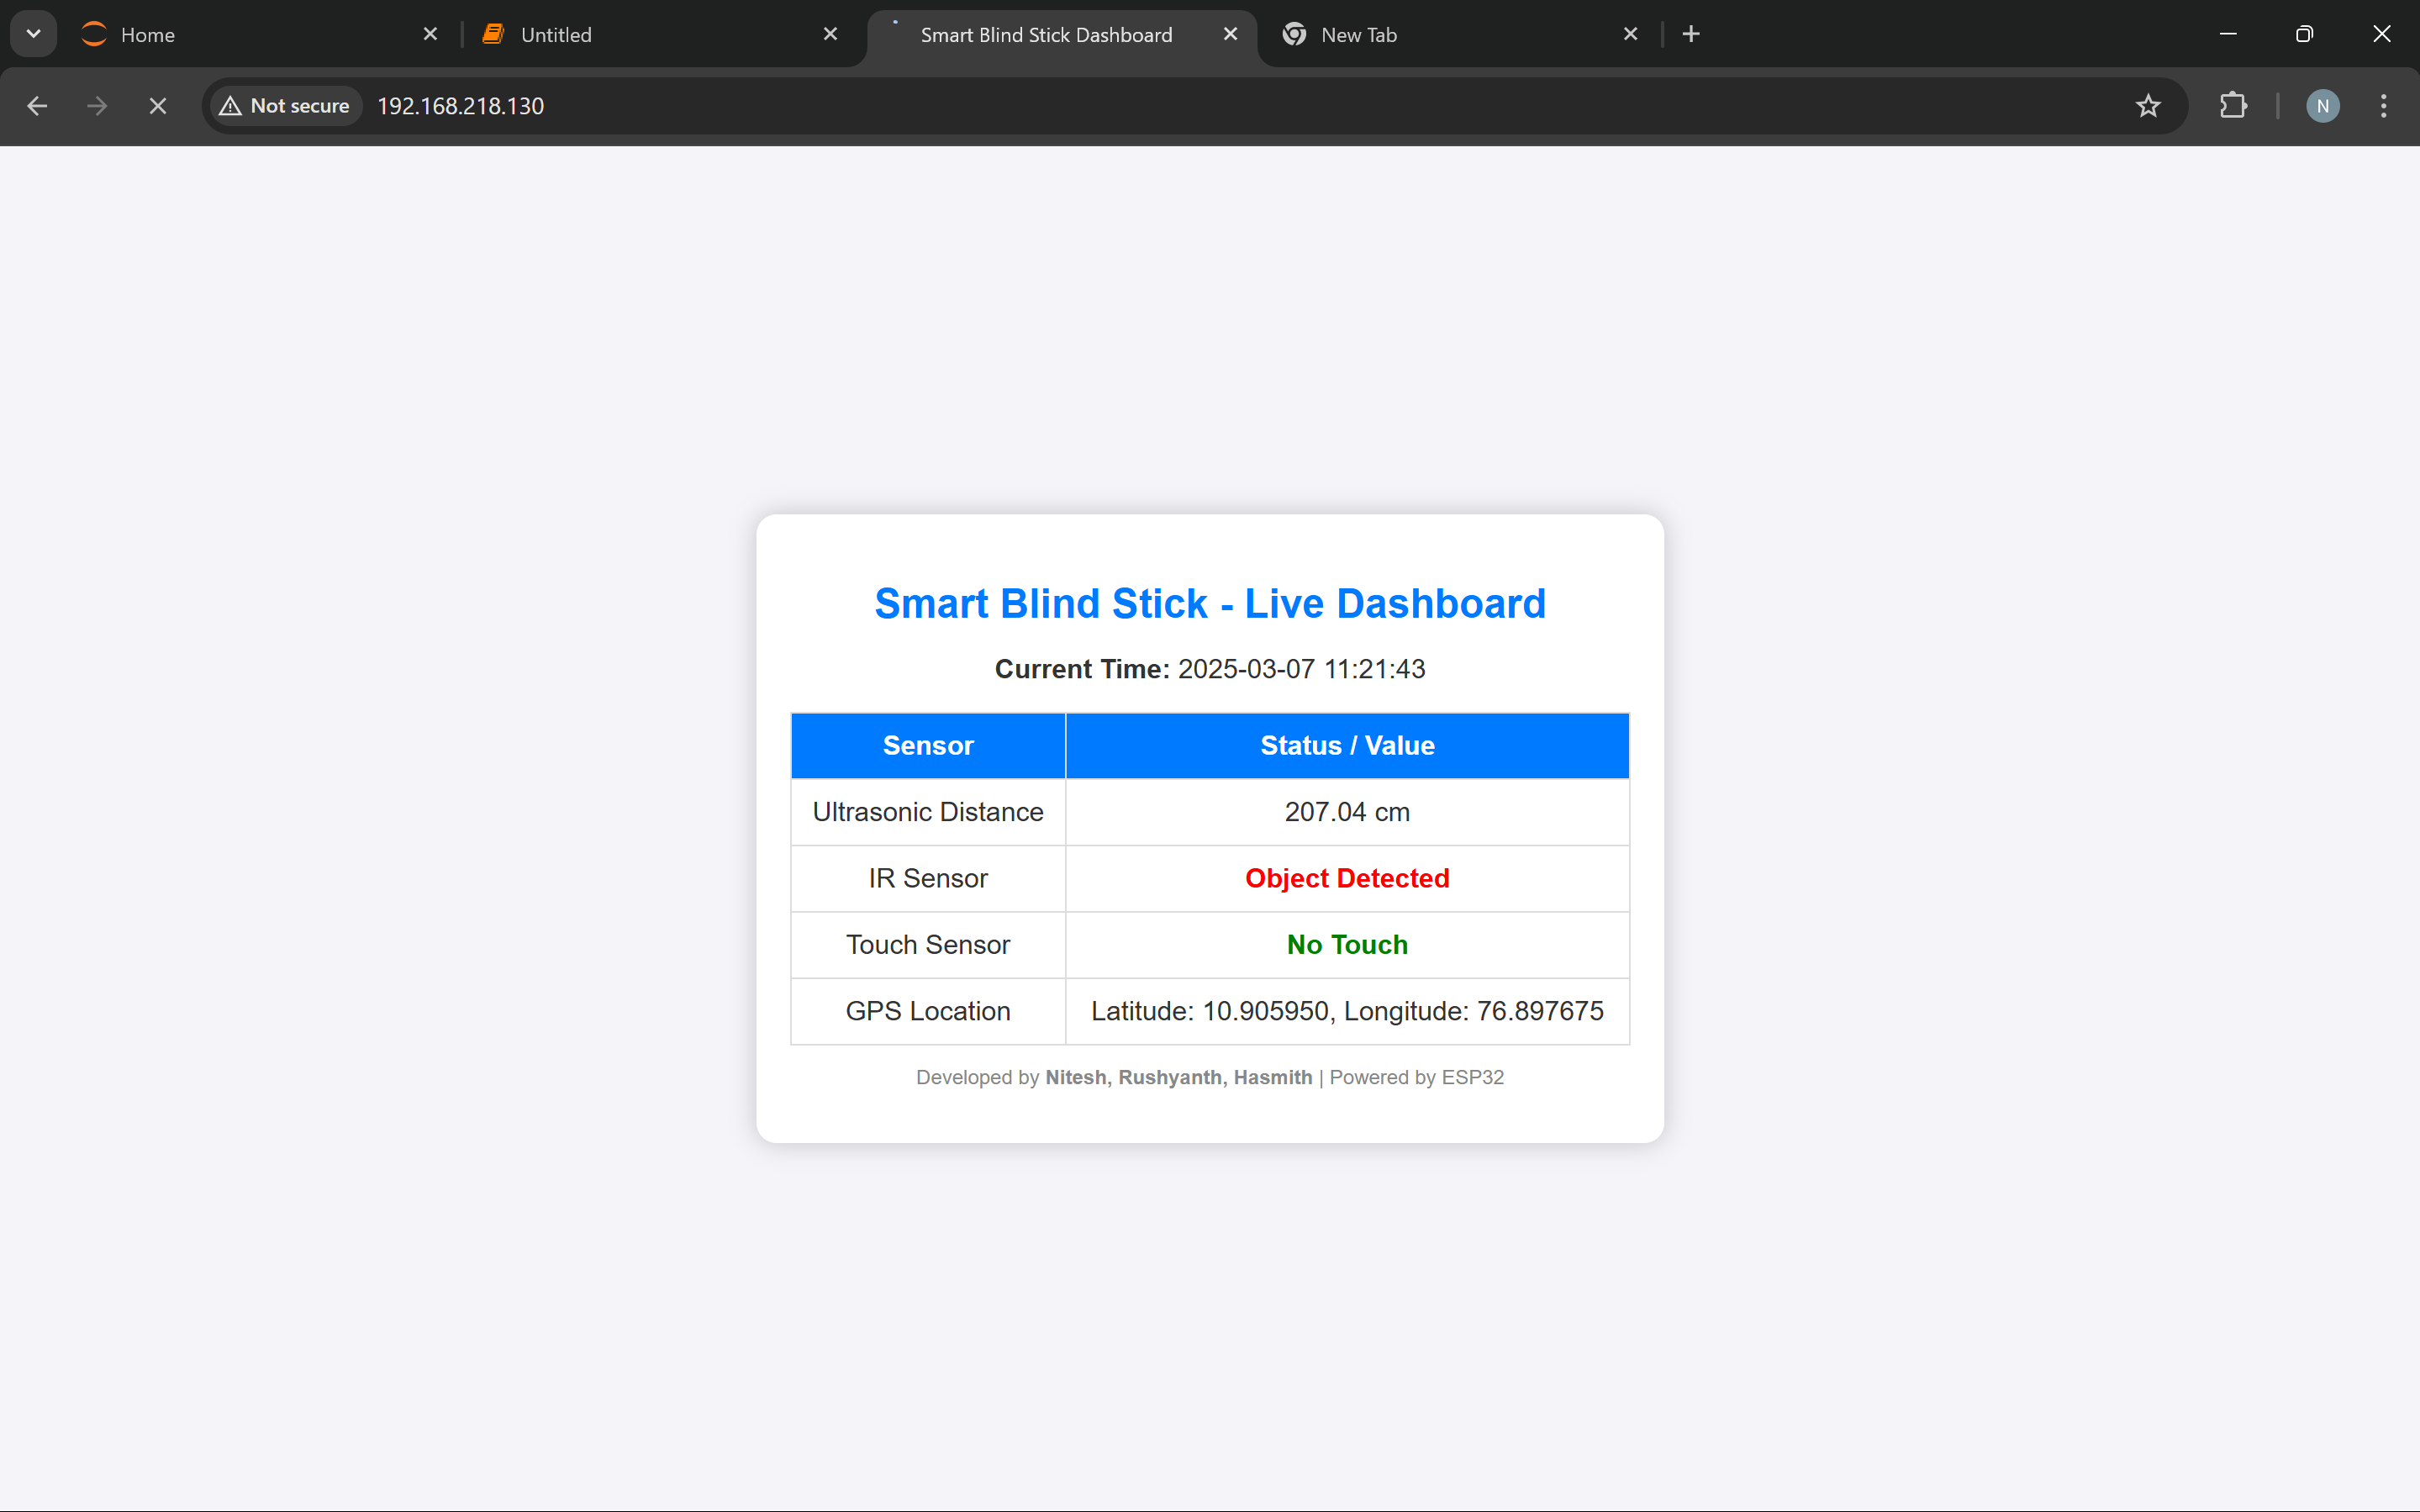 Home
Untitled
Smart Blind Stick Dashboard
New Tab
Not secure
192.168.218.130
N
Smart Blind Stick - Live Dashboard
Current Time: 2025-03-07 11:21:43
Sensor Status / Value
Ultrasonic Distance 207.04 cm
IR Sensor Object Detected
Touch Sensor No Touch
GPS Location Latitude: 10.905950, Longitude: 76.897675
Developed by Nitesh, Rushyanth, Hasmith | Powered by ESP32